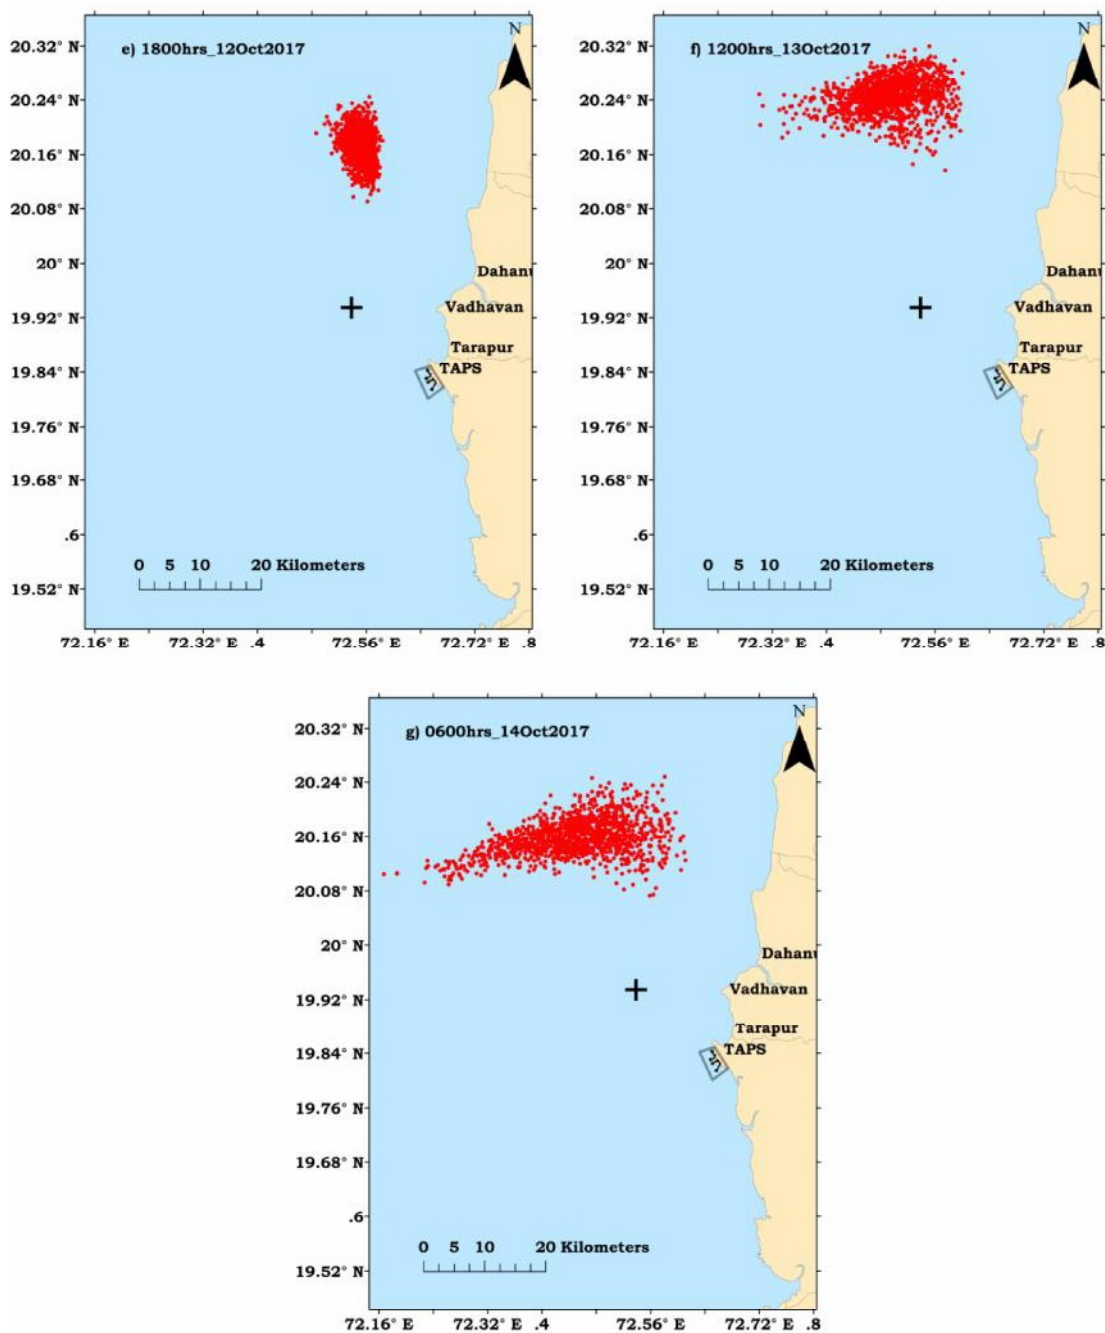 N
e) 1800hrs_12Oct2017
20.32° N
20.24° N
20.16° N
20.08° N
20° N
19.92° N
19.84° N
19.76° N
19.68° N
.6
19.52° N
Dahanu
Vadhavan
Tarapur
TAPS
0 5 10 20 Kilometers
72.16° E 72.32° E .4 72.56° E 72.72° E .8
N
f) 1200hrs_13Oct2017
20.32° N
20.24° N
20.16° N
20.08° N
20° N
19.92° N
19.84° N
19.76° N
19.68° N
.6
19.52° N
Dahanu
Vadhavan
Tarapur
TAPS
0 5 10 20 Kilometers
72.16° E 72.32° E .4 72.56° E 72.72° E .8
N
g) 0600hrs_14Oct2017
20.32° N
20.24° N
20.16° N
20.08° N
20° N
19.92° N
19.84° N
19.76° N
19.68° N
.6
19.52° N
Dahanu
Vadhavan
Tarapur
TAPS
0 5 10 20 Kilometers
72.16° E 72.32° E .4 72.56° E 72.72° E .8